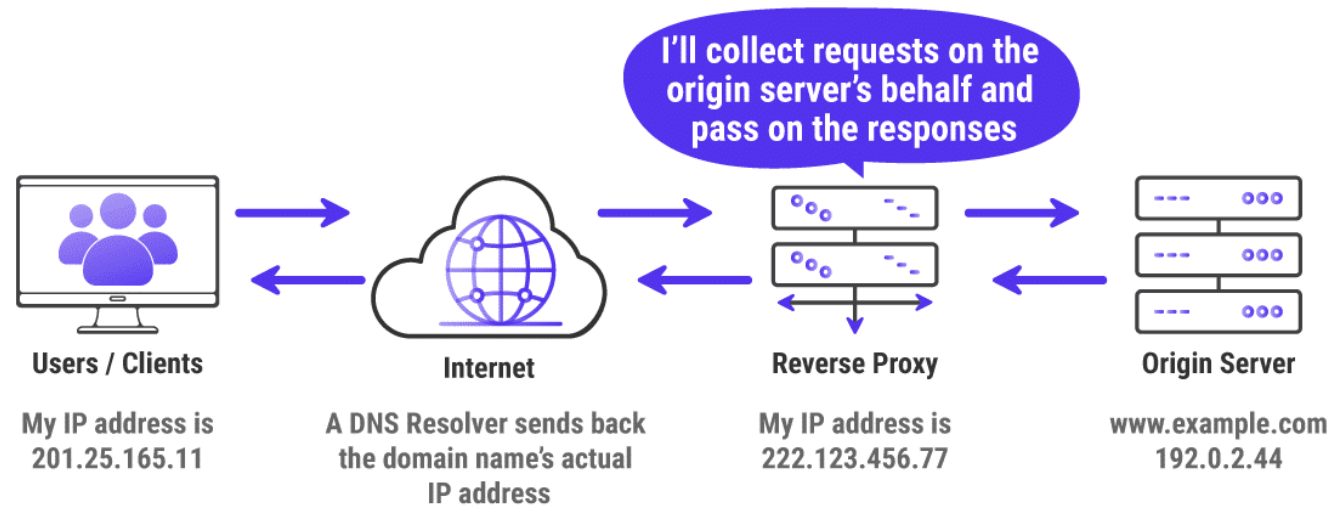 I'll collect requests on the
origin server's behalf and
pass on the responses
Users / Clients
My IP address is
201.25.165.11
Internet
A DNS Resolver sends back
the domain name's actual
IP address
Reverse Proxy
My IP address is
222.123.456.77
Origin Server
www.example.com
192.0.2.44